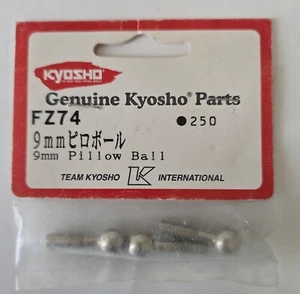 KYOSHO
KYOSHO
Genuine Kyosho® Parts
FZ74 ●250
9mmピロボール
9mm Pillow Ball
TEAM KYOSHO K INTERNATIONAL